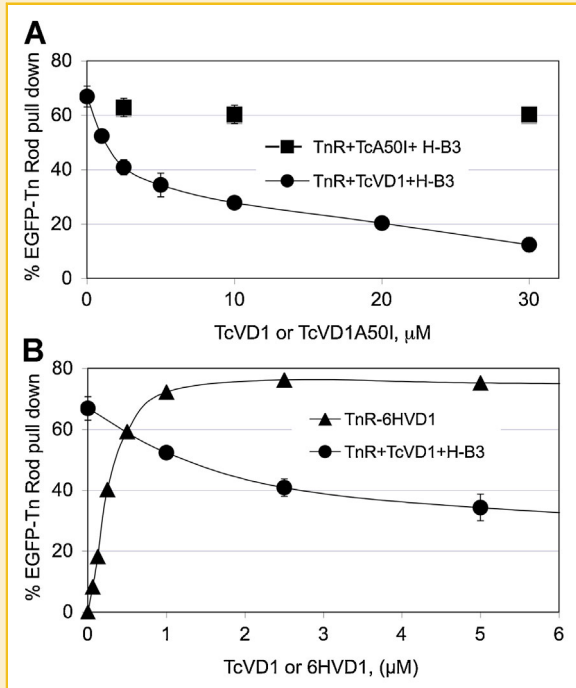 A
% EGFP-Tn Rod pull down
80
60
40
20
0
TnR+TcA50I+ H-B3
TnR+TcVD1+H-B3
0 10 20 30
TcVD1 or TcVD1A50I, μM
B
% EGFP-Tn Rod pull down
80
60
40
20
0
TnR-6HVD1
TnR+TcVD1+H-B3
0 1 2 3 4 5 6
TcVD1 or 6HVD1, (μM)